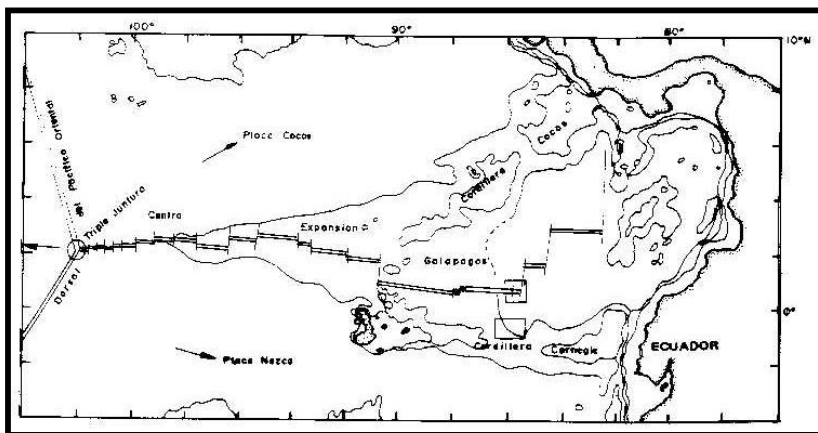 100°
90°
80°
10°N
Placa Cocos
Cordillera
Cocos
Dorsal
del Pacifico Oriental
Triple Juntura
Centro
Expansion
Galapagos
0°
Placa Nazca
Cordillera
Carnegie
ECUADOR